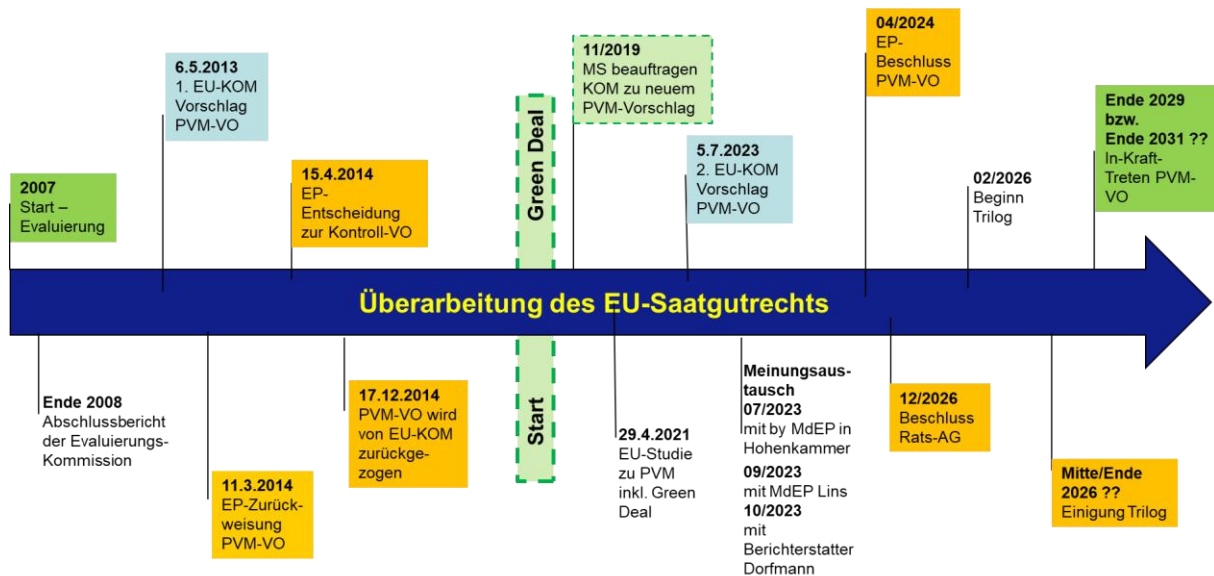 2007
Start –
Evaluierung
6.5.2013
1. EU-KOM
Vorschlag
PVM-VO
15.4.2014
EP-
Entscheidung
zur Kontroll-VO
Green Deal
11/2019
MS beauftragen
KOM zu neuem
PVM-Vorschlag
5.7.2023
2. EU-KOM
Vorschlag
PVM-VO
04/2024
EP-
Beschluss
PVM-VO
02/2026
Beginn
Trilog
Ende 2029
bzw.
Ende 2031 ??
In-Kraft-
Treten PVM-
VO
Überarbeitung des EU-Saatgutrechts
Ende 2008
Abschlussbericht
der Evaluierungs-
Kommission
11.3.2014
EP-Zurück-
weisung
PVM-VO
17.12.2014
PVM-VO wird
von EU-KOM
zurückge-
zogen
Start
29.4.2021
EU-Studie
zu PVM
inkl. Green
Deal
Meinungsaus-
tausch
07/2023
mit by MdEP in
Hohenkammer
09/2023
mit MdEP Lins
10/2023
mit
Berichterstatter
Dorfmann
12/2026
Beschluss
Rats-AG
Mitte/Ende
2026 ??
Einigung Trilog